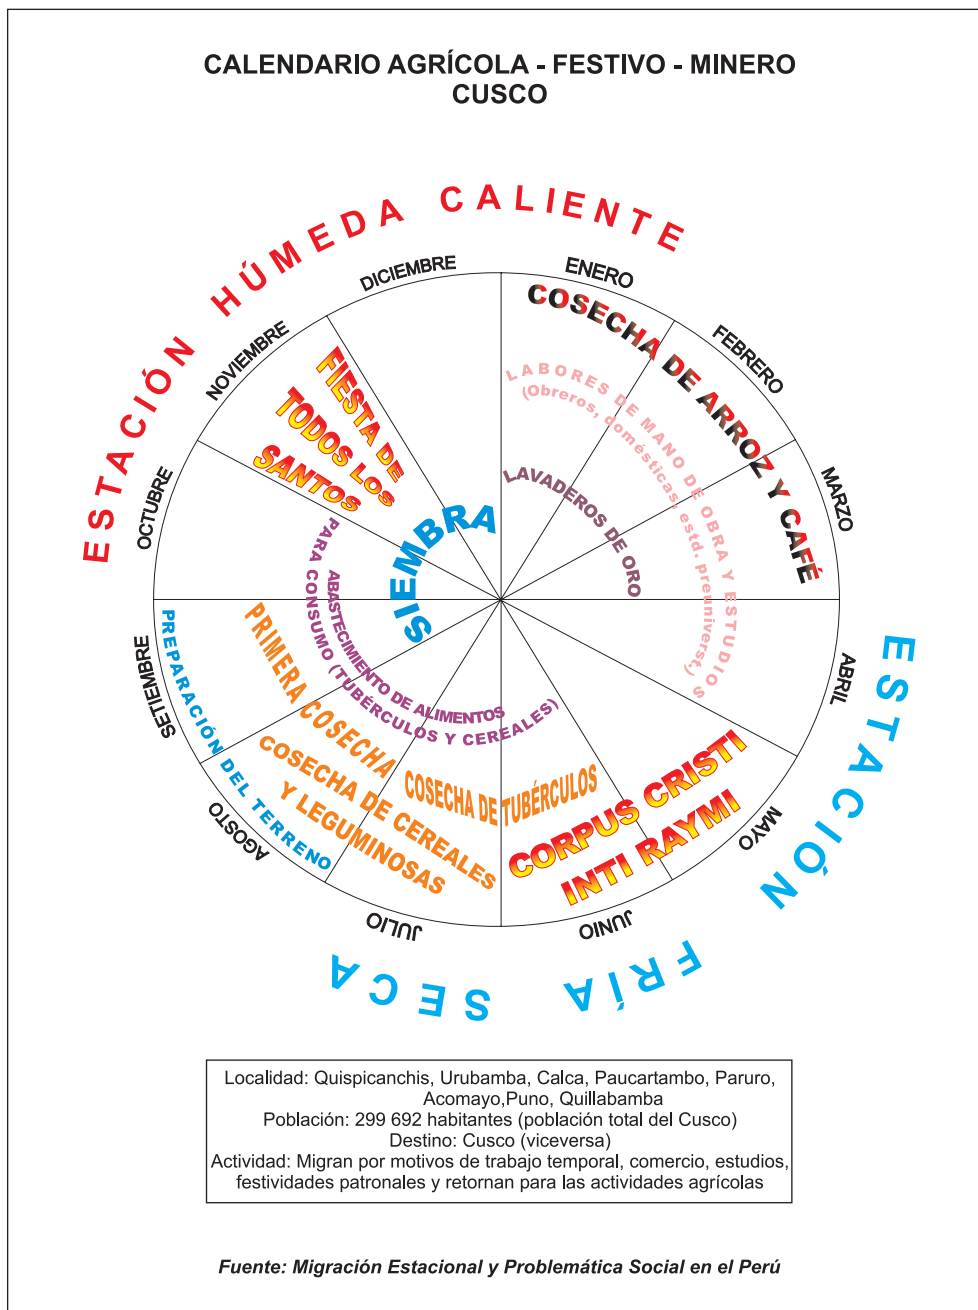 CALENDARIO AGRÍCOLA - FESTIVO - MINERO
CUSCO
ESTACIÓN HÚMEDA CALIENTE
ENERO
FEBRERO
MARZO
ABRIL
MAYO
JUNIO
JULIO
AGOSTO
SETIEMBRE
OCTUBRE
NOVIEMBRE
DICIEMBRE
COSECHA DE ARROZ Y CAFÉ
LABORES DE MANO DE OBRA Y ESTUDIOS
(Obreros, domésticas, estd. preuniverst.)
LAVADEROS DE ORO
FIESTA DE
TODOS LOS
SANTOS
SIEMBRA
ABASTECIMIENTO DE ALIMENTOS
PARA CONSUMO (TUBÉRCULOS Y CEREALES)
PRIMERA COSECHA
COSECHA DE CEREALES
Y LEGUMINOSAS
COSECHA DE TUBÉRCULOS
PREPARACIÓN DEL TERRENO
CORPUS CRISTI
INTI RAYMI
ESTACIÓN FRÍA SECA
Localidad: Quispicanchis, Urubamba, Calca, Paucartambo, Paruro,
Acomayo,Puno, Quillabamba
Población: 299 692 habitantes (población total del Cusco)
Destino: Cusco (viceversa)
Actividad: Migran por motivos de trabajo temporal, comercio, estudios,
festividades patronales y retornan para las actividades agrícolas
Fuente: Migración Estacional y Problemática Social en el Perú